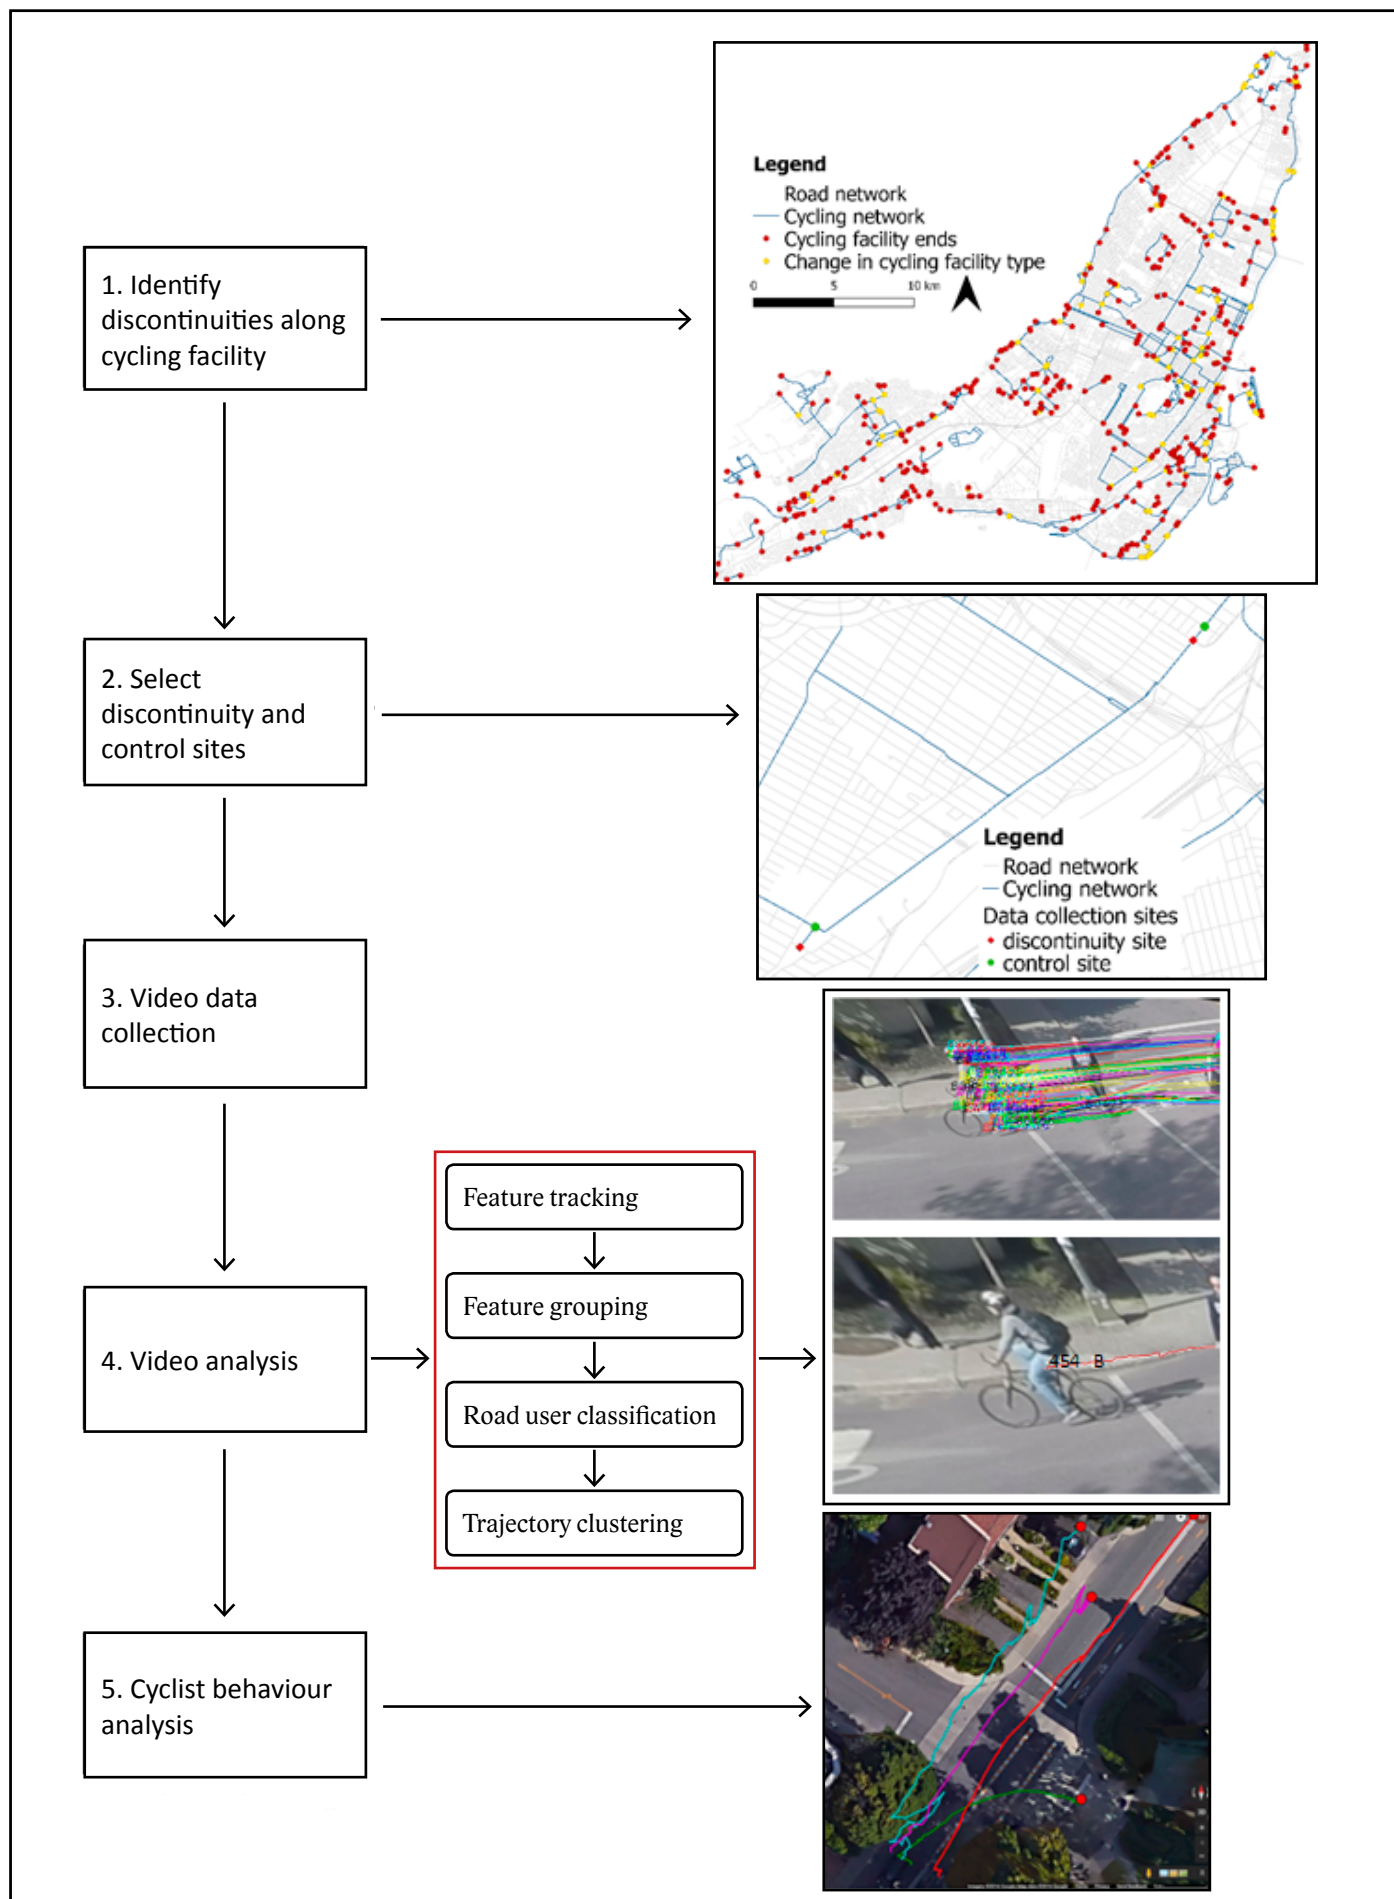 1. Identify
discontinuities along
cycling facility
Legend
Road network
Cycling network
Cycling facility ends
Change in cycling facility type
0 5 10 km
2. Select
discontinuity and
control sites
Legend
Road network
Cycling network
Data collection sites
discontinuity site
control site
3. Video data
collection
4. Video analysis
Feature tracking
Feature grouping
Road user classification
Trajectory clustering
454 B
5. Cyclist behaviour
analysis